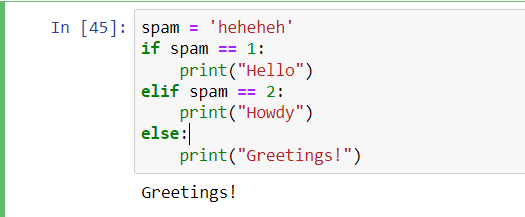 In [45]: spam = 'heheheh'
if spam == 1:
    print("Hello")
elif spam == 2:
    print("Howdy")
else:
    print("Greetings!")
Greetings!